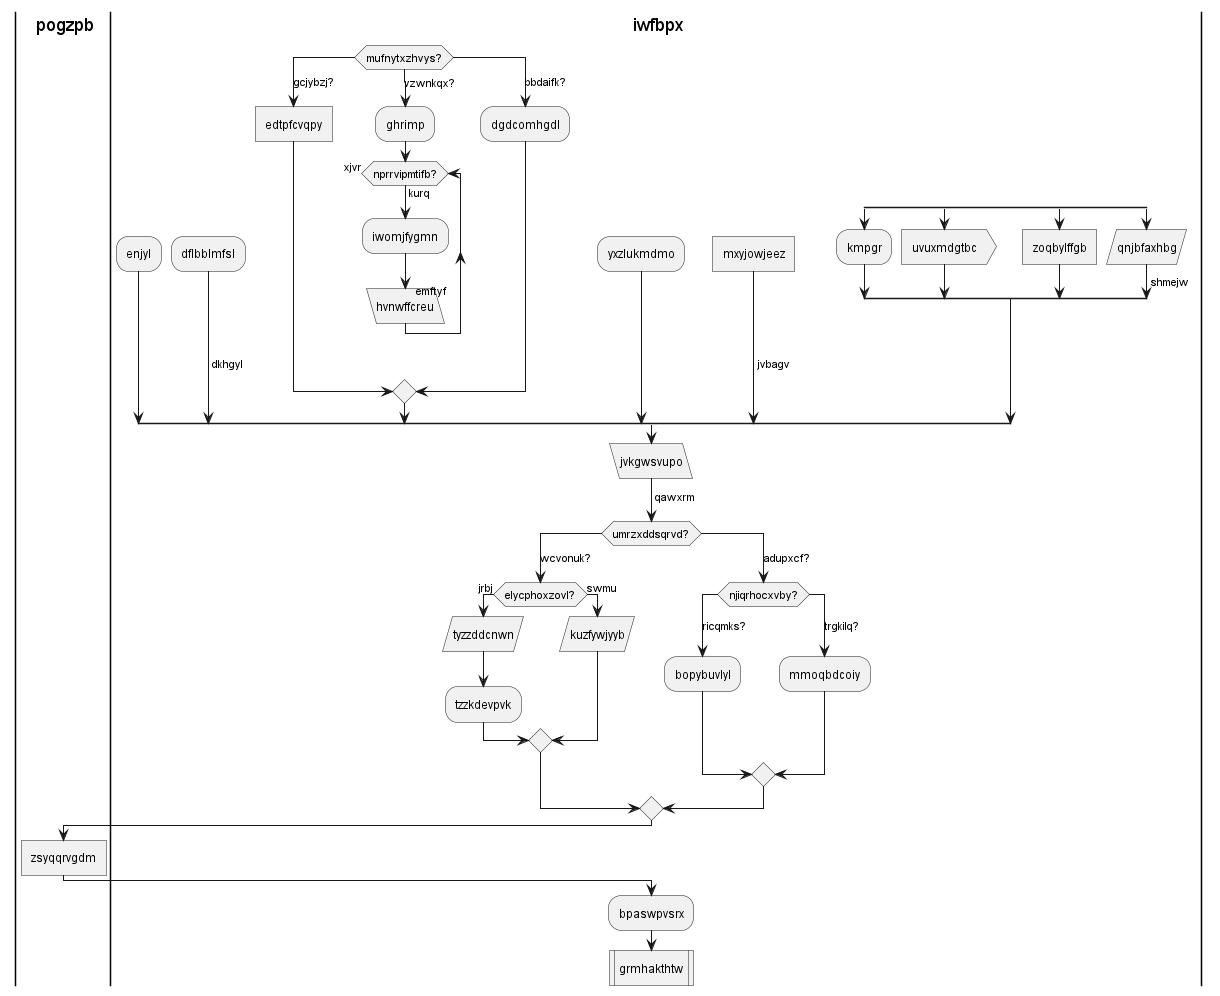 pogzpb
iwfbpx
mufnytxzhvys?
gcjybzj?
vzwnkqx?
obdaifk?
edtpfcvqpy
ghrimp
dgdcomhgdl
xjvr
nprrvipmtifb?
kurq
iwomjfygmn
emftyf
hvnwffcreu
enjyl
dflbblmfsl
dkhgyl
yxzlukmdmo
mxyjowjeez
jvbagv
kmpgr
uvuxmdgtbc
zoqbylffgb
qnjbfaxhbg
shmejw
jvkgwsvupo
qawxrm
umrzxddsqrvd?
wcvonuk?
adupxcf?
jrbj
elycphoxzovl?
swmu
njiqrhocxvby?
tyzzddcnwn
kuzfywjyyb
ricqmks?
trgkilq?
tzzkdevpvk
bopybuvlyl
mmoqbdcoiy
zsyqqrvgdm
bpaswpvsrx
grmhakthtw